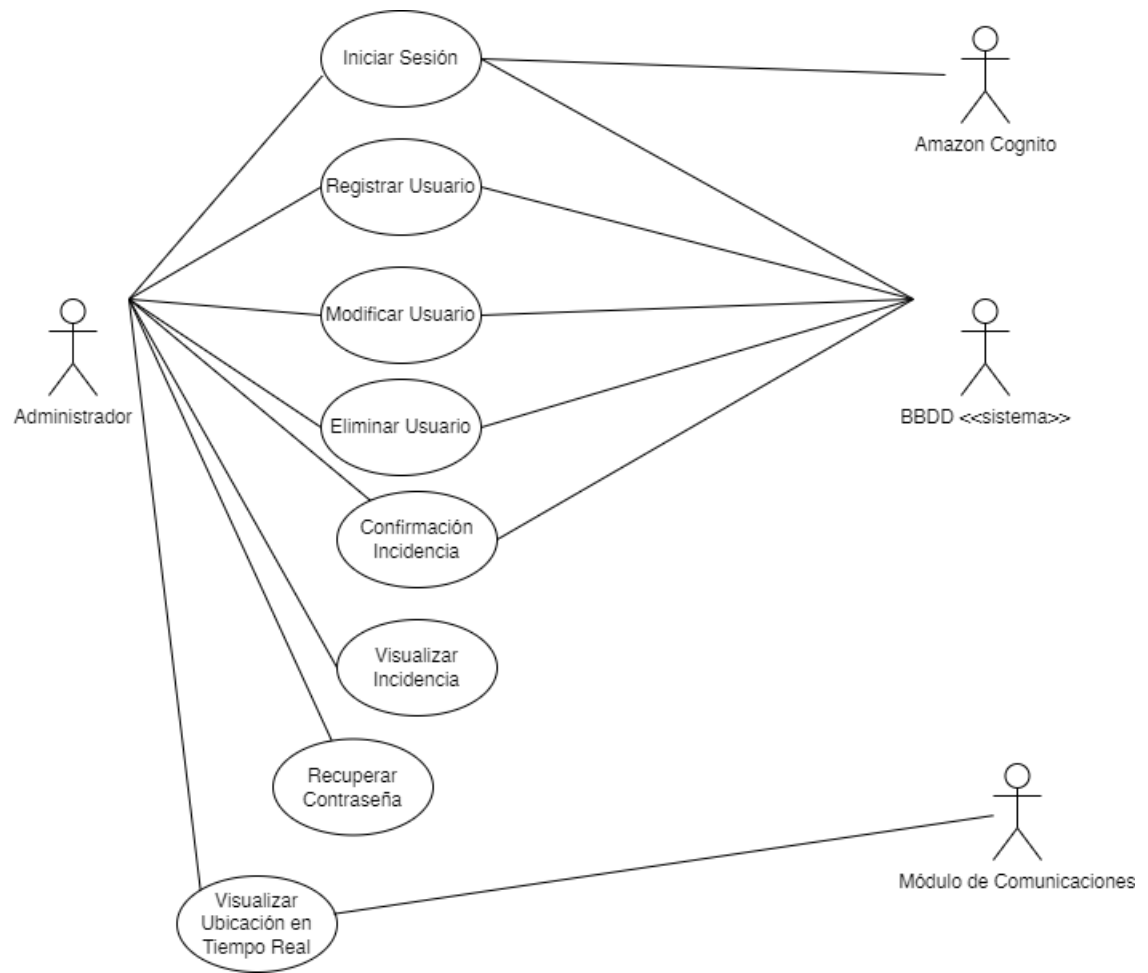 Iniciar Sesión
Amazon Cognito
Registrar Usuario
Modificar Usuario
Administrador
BBDD <<sistema>>
Eliminar Usuario
Confirmación
Incidencia
Visualizar
Incidencia
Recuperar
Contraseña
Módulo de Comunicaciones
Visualizar
Ubicación en
Tiempo Real